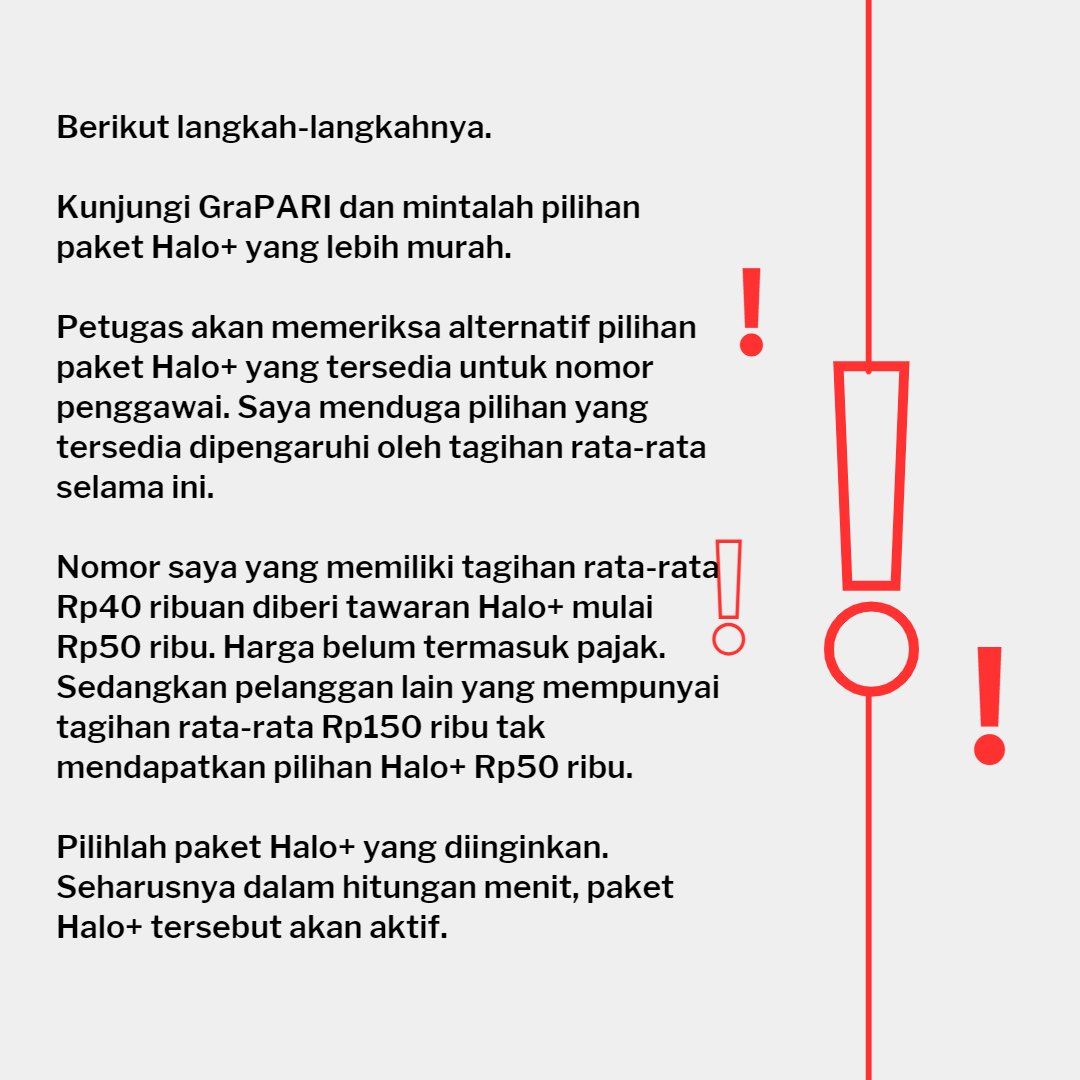 Berikut langkah-langkahnya.
Kunjungi GraPARI dan mintalah pilihan
paket Halo+ yang lebih murah.
Petugas akan memeriksa alternatif pilihan
paket Halo+ yang tersedia untuk nomor
penggawai. Saya menduga pilihan yang
tersedia dipengaruhi oleh tagihan rata-rata
selama ini.
Nomor saya yang memiliki tagihan rata-rata
Rp40 ribuan diberi tawaran Halo+ mulai
Rp50 ribu. Harga belum termasuk pajak.
Sedangkan pelanggan lain yang mempunyai
tagihan rata-rata Rp150 ribu tak
mendapatkan pilihan Halo+ Rp50 ribu.
Pilihlah paket Halo+ yang diinginkan.
Seharusnya dalam hitungan menit, paket
Halo+ tersebut akan aktif.